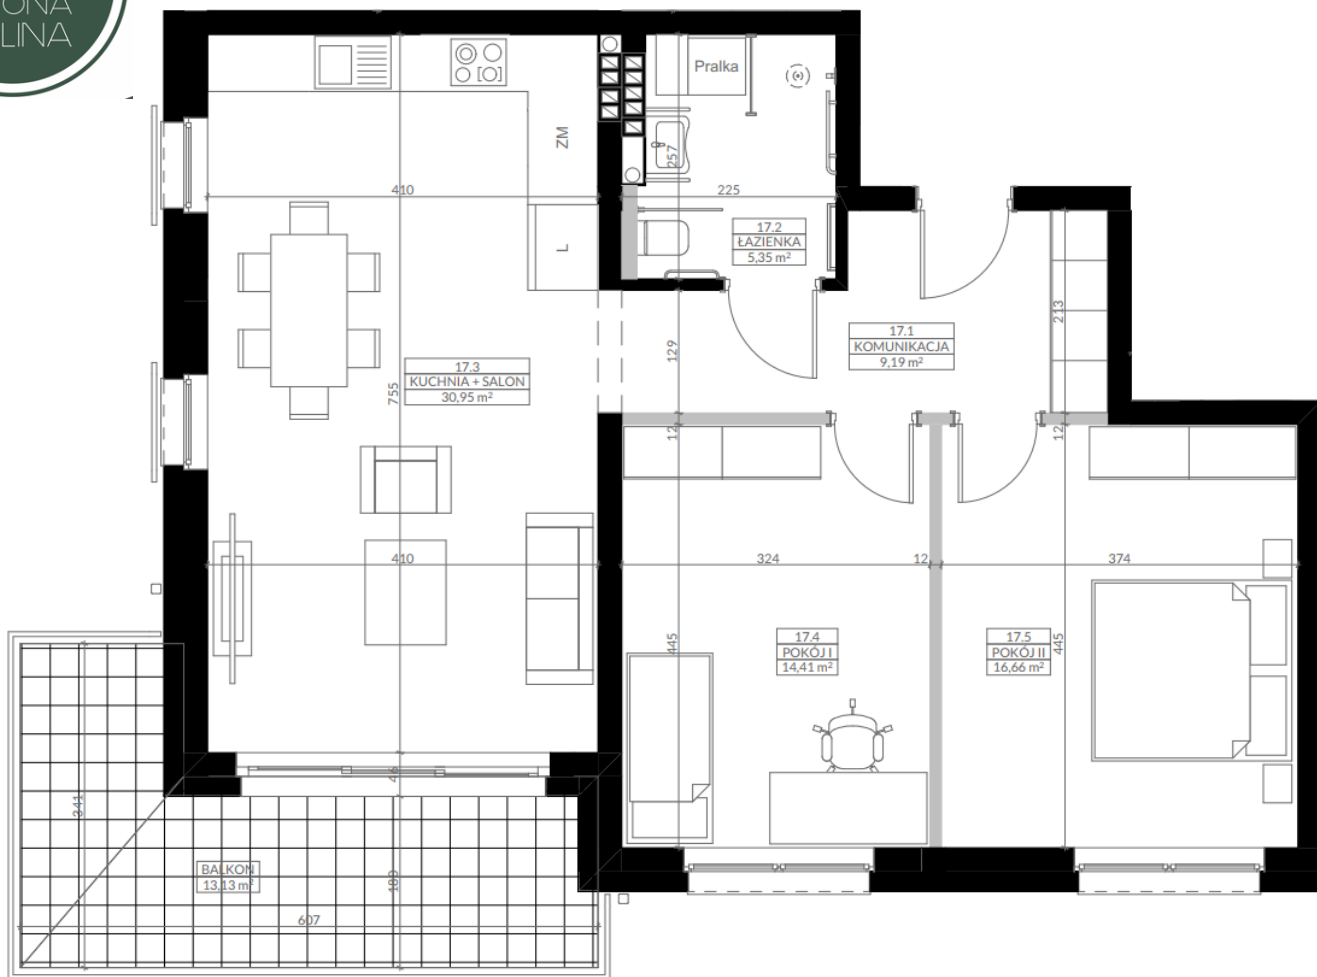 ONA
LINA
Pralka
ZM
257
410
225
L
17.2
ŁAZIENKA
5,35 m²
213
17.1
KOMUNIKACJA
9,19 m²
129
17.3
KUCHNIA + SALON
30,95 m²
755
12
12
410
324
12
374
445
445
17.4
POKÓJ I
14,41 m²
17.5
POKÓJ II
16,66 m²
46
341
BALKON
13,13 m²
607